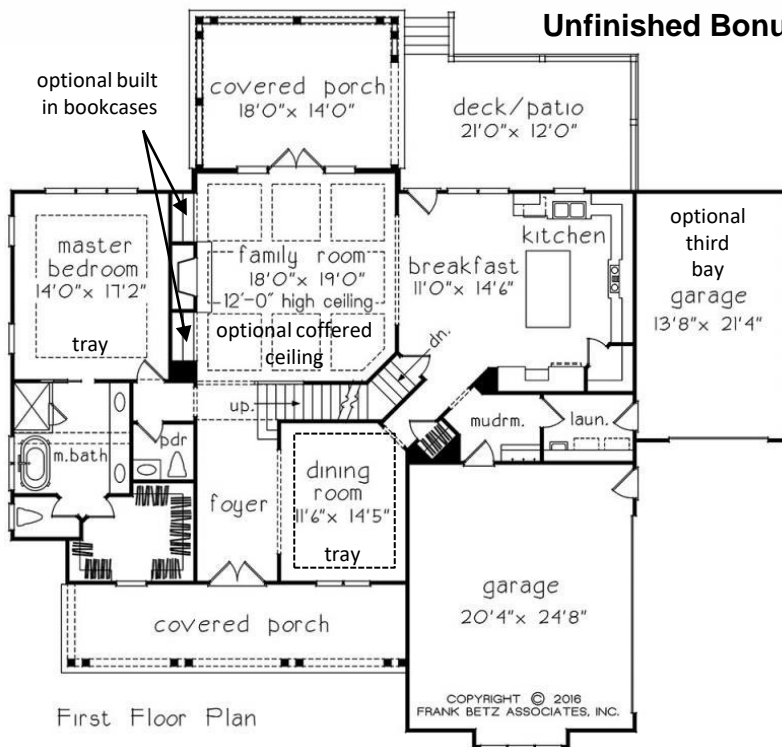 Unfinished Bonu
optional built
in bookcases
covered porch
18'0"x 14'0"
deck/patio
21'0"x 12'0"
master
bedroom
14'0"x 17'2"
tray
family room
18'0"x 19'0"
12'-0" high ceiling
optional coffered
ceiling
breakfast
11'0"x 14'6"
kitchen
optional
third
bay
garage
13'8"x 21'4"
dn.
up.
m.bath
pdr
foyer
dining
room
11'6"x 14'5"
tray
mudrm.
laun.
garage
20'4"x 24'8"
covered porch
COPYRIGHT © 2016
FRANK BETZ ASSOCIATES, INC.
First Floor Plan